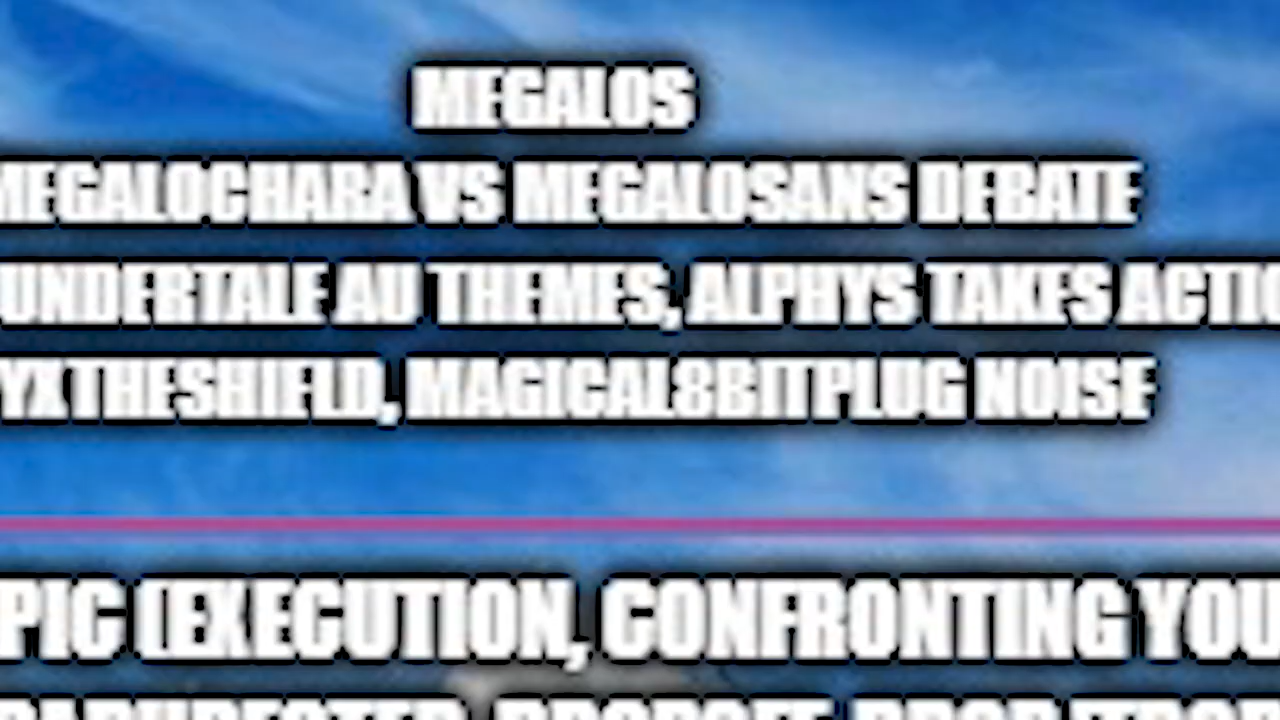 MEGALOS
MEGALOCHARA VS MEGALOSANS DEBATE
UNDERTALE AU THEMES, ALPHYS TAKES ACTIO
YXTHESHIELD, MAGICAL8BITPLUG NOISE
PIC (EXECUTION, CONFRONTING YOU